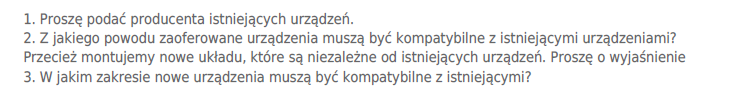 1. Proszę podać producenta istniejących urządzeń.
2. Z jakiego powodu zaoferowane urządzenia muszą być kompatybilne z istniejącymi urządzeniami?
Przecież montujemy nowe układu, które są niezależne od istniejących urządzeń. Proszę o wyjaśnienie
3. W jakim zakresie nowe urządzenia muszą być kompatybilne z istniejącymi?